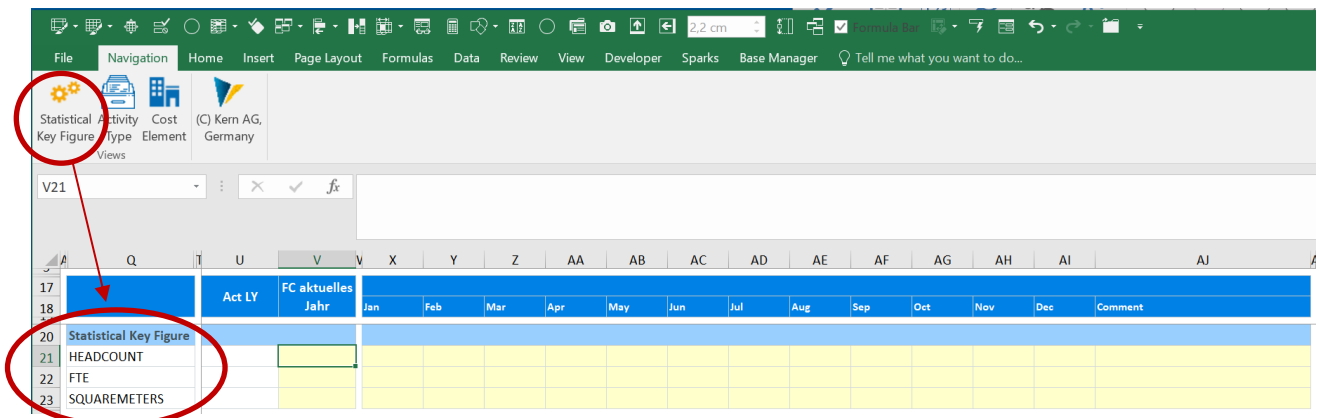 2,2 cm Formula Bar
File Navigation Home Insert Page Layout Formulas Data Review View Developer Sparks Base Manager Tell me what you want to do...
Statistical Activity Cost (C) Kern AG,
Key Figure Type Element Germany
Views
V21 fx
Q T U V X Y Z AA AB AC AD AE AF AG AH AI AJ
17 Act LY FC aktuelles
18 Jahr Jan Feb Mar Apr May Jun Jul Aug Sep Oct Nov Dec Comment
20 Statistical Key Figure
21 HEADCOUNT
22 FTE
23 SQUAREMETERS